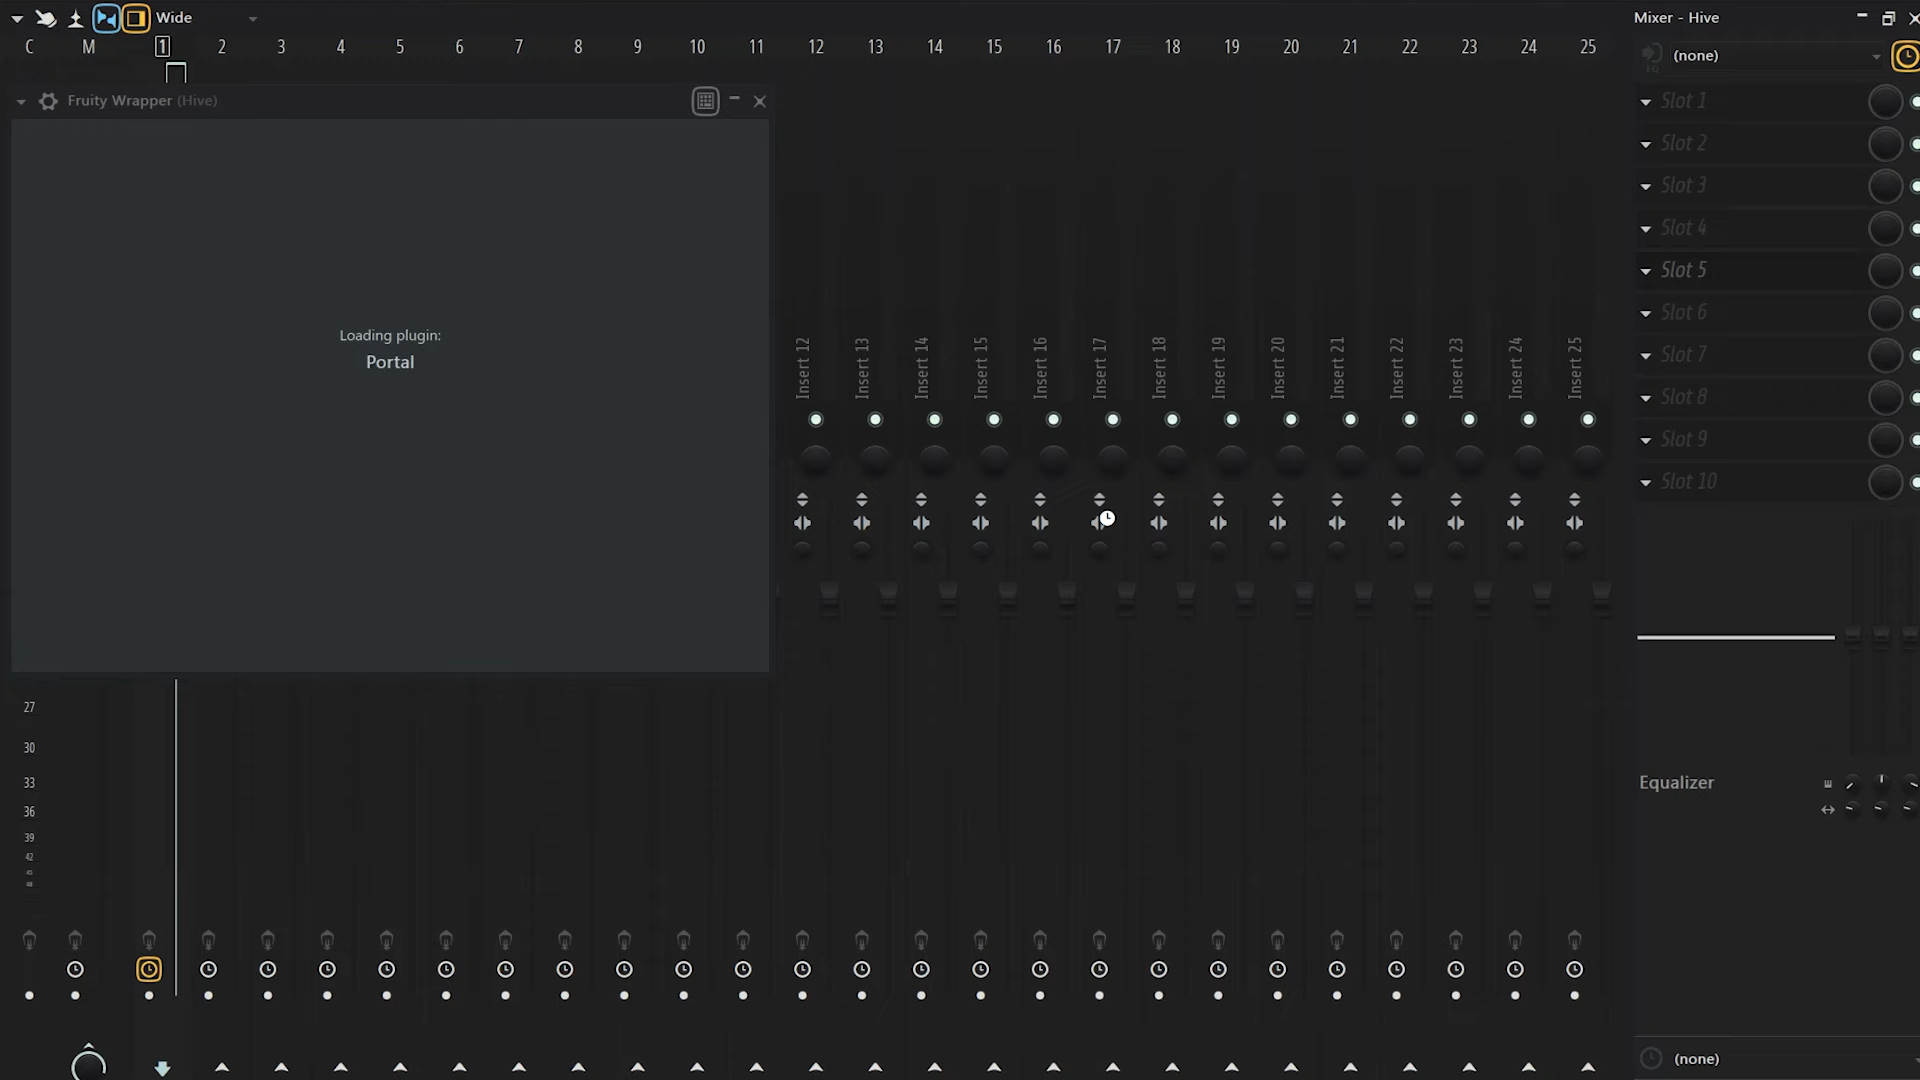 Wide
Mixer - Hive
C M 1 2 3 4 5 6 7 8 9 10 11 12 13 14 15 16 17 18 19 20 21 22 23 24 25
(none)
EQ
Fruity Wrapper (Hive)
Slot 1
Slot 2
Slot 3
Slot 4
Slot 5
Slot 6
Slot 7
Slot 8
Slot 9
Slot 10
Loading plugin:
Portal
Insert 12
Insert 13
Insert 14
Insert 15
Insert 16
Insert 17
Insert 18
Insert 19
Insert 20
Insert 21
Insert 22
Insert 23
Insert 24
Insert 25
27
30
33
36
39
42
Equalizer
(none)